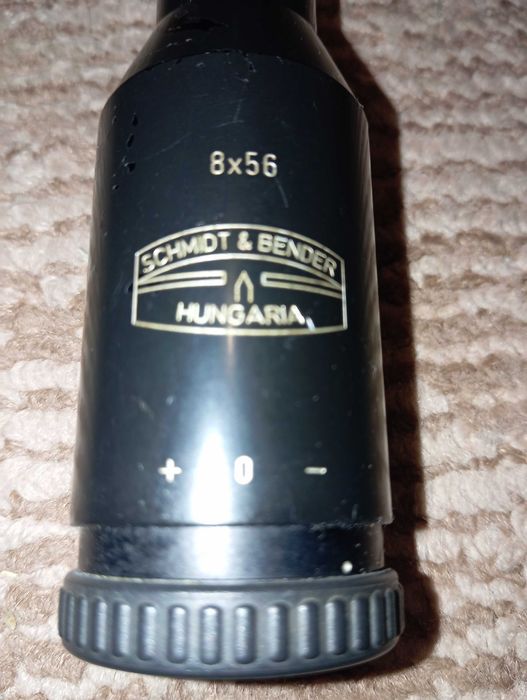 8x56
SCHMIDT & BENDER
HUNGARIA
+ 0 -